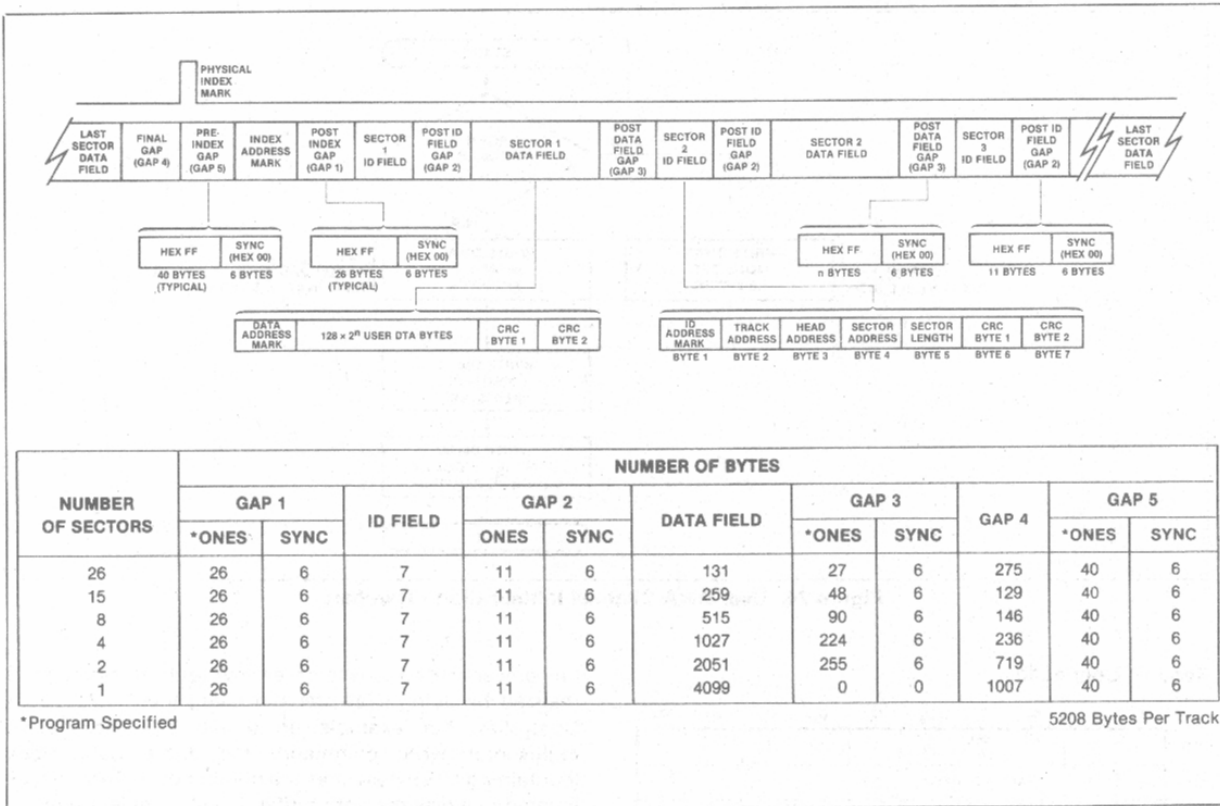 PHYSICAL
INDEX
MARK
LAST SECTOR DATA FIELD
FINAL GAP (GAP 4)
PRE-INDEX GAP (GAP 5)
INDEX ADDRESS MARK
POST INDEX GAP (GAP 1)
SECTOR 1 ID FIELD
POST ID FIELD GAP (GAP 2)
SECTOR 1 DATA FIELD
POST DATA FIELD GAP (GAP 3)
SECTOR 2 ID FIELD
POST ID FIELD GAP (GAP 2)
SECTOR 2 DATA FIELD
POST DATA FIELD GAP (GAP 3)
SECTOR 3 ID FIELD
POST ID FIELD GAP (GAP 2)
LAST SECTOR DATA FIELD
HEX FF SYNC (HEX 00)
40 BYTES (TYPICAL) 6 BYTES
HEX FF SYNC (HEX 00)
26 BYTES (TYPICAL) 6 BYTES
HEX FF SYNC (HEX 00)
n BYTES 6 BYTES
HEX FF SYNC (HEX 00)
11 BYTES 6 BYTES
DATA ADDRESS MARK 128 × 2ⁿ USER DTA BYTES CRC BYTE 1 CRC BYTE 2
ID ADDRESS MARK TRACK ADDRESS HEAD ADDRESS SECTOR ADDRESS SECTOR LENGTH CRC BYTE 1 CRC BYTE 2
BYTE 1 BYTE 2 BYTE 3 BYTE 4 BYTE 5 BYTE 6 BYTE 7
NUMBER OF SECTORS
NUMBER OF BYTES
GAP 1 ID FIELD GAP 2 DATA FIELD GAP 3 GAP 4 GAP 5
*ONES SYNC ONES SYNC *ONES SYNC *ONES SYNC
26 26 6 7 11 6 131 27 6 275 40 6
15 26 6 7 11 6 259 48 6 129 40 6
8 26 6 7 11 6 515 90 6 146 40 6
4 26 6 7 11 6 1027 224 6 236 40 6
2 26 6 7 11 6 2051 255 6 719 40 6
1 26 6 7 11 6 4099 0 0 1007 40 6
*Program Specified 5208 Bytes Per Track